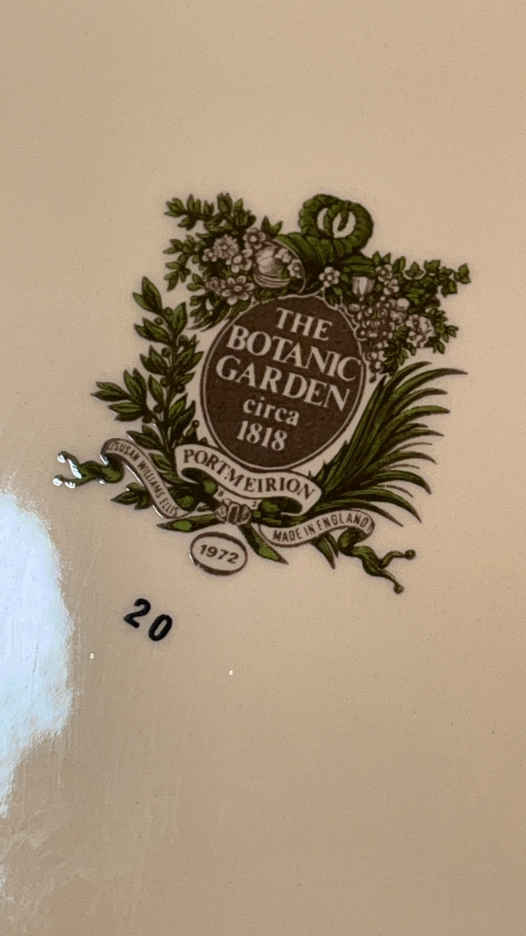 THE
BOTANIC
GARDEN
circa
1818
PORTMEIRION
©SUSAN WILLIAMS ELLIS
MADE IN ENGLAND
1972
20